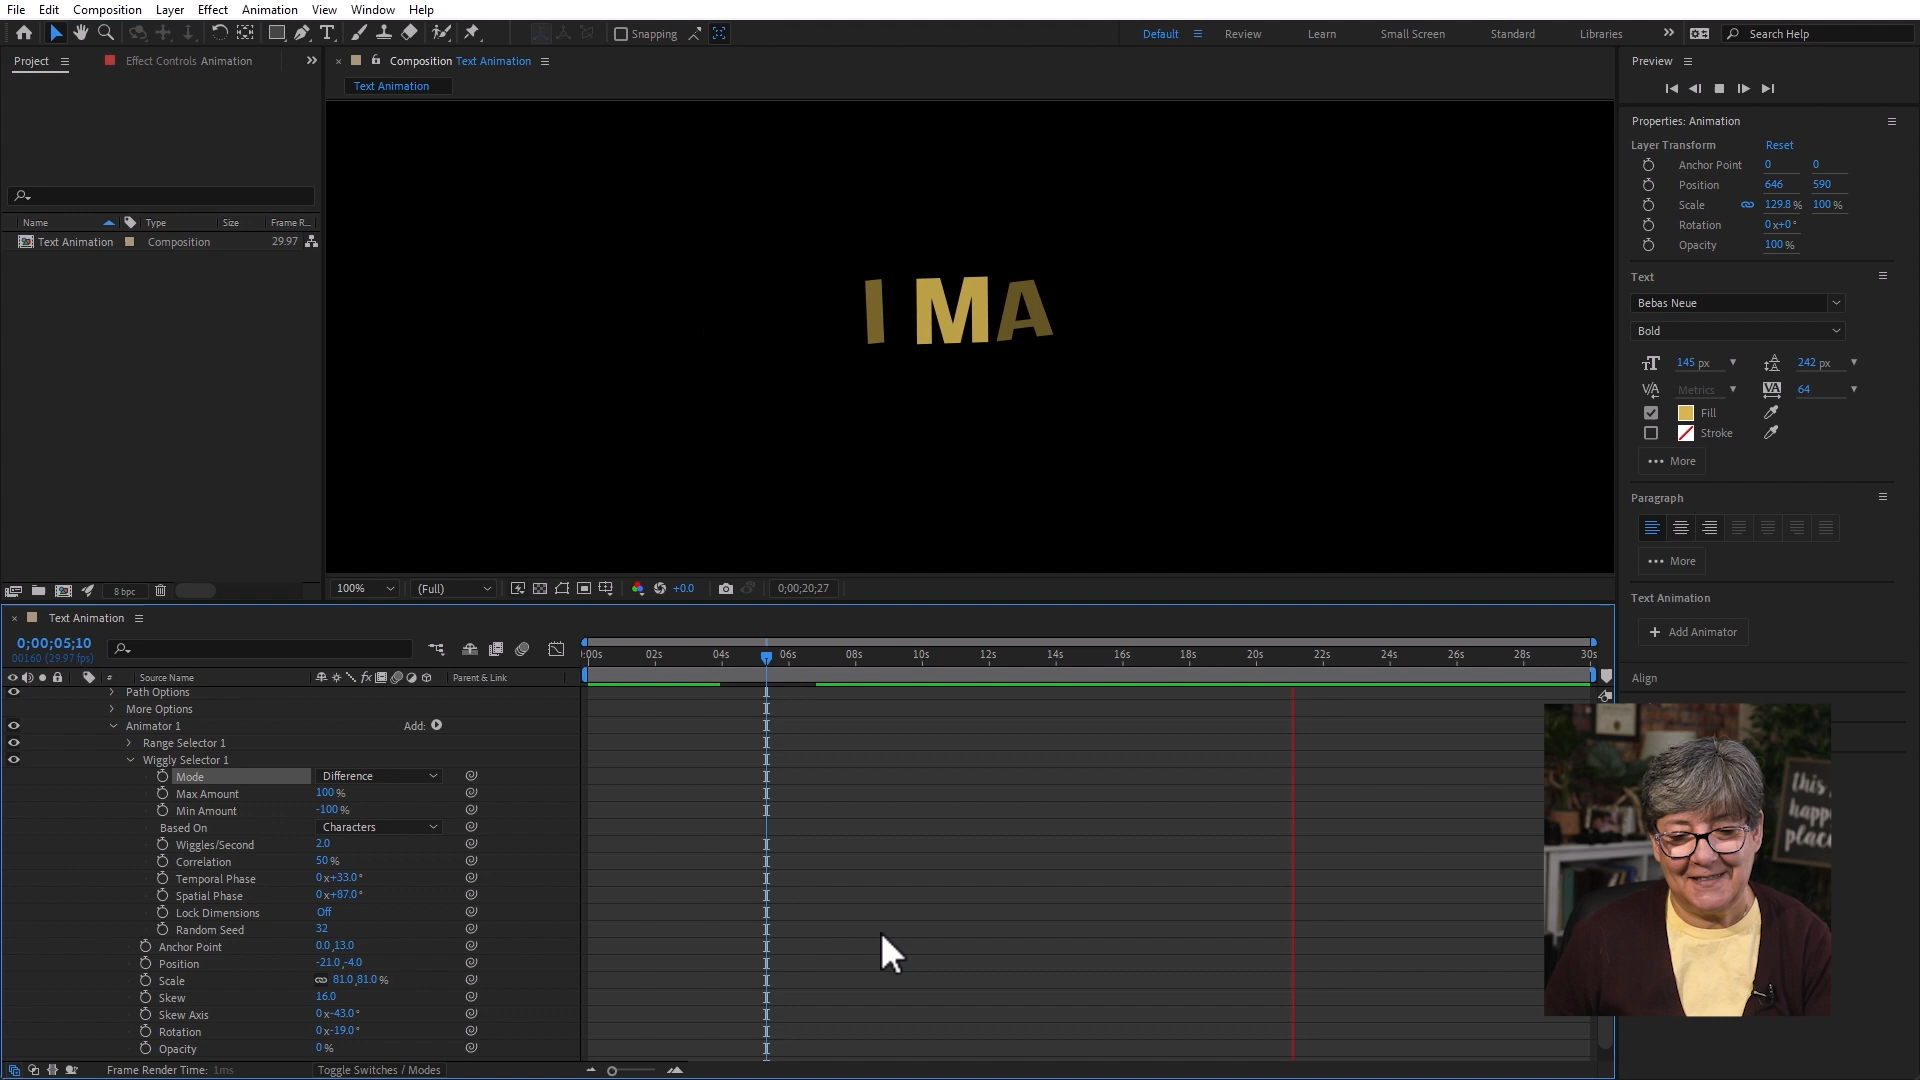 File Edit Composition Layer Effect Animation View Window Help
Snapping
Default Review Learn Small Screen Standard Libraries Search Help
Project Effect Controls Animation
Composition Text Animation
Text Animation
Name Type Size Frame R...
Text Animation Composition 29.97
8 bpc
I MA
100% (Full) +0.0 0;00;20;27
Preview
Properties: Animation
Layer Transform Reset
Anchor Point 0 0
Position 646 590
Scale 129.8 % 100 %
Rotation 0x+0°
Opacity 100 %
Text
Bebas Neue
Bold
145 px 242 px
Metrics 64
Fill
Stroke
More
Paragraph
More
Text Animation
Add Animator
Align
Text Animation
0;00;05;10
00160 (29.97 fps)
:00s 02s 04s 06s 08s 10s 12s 14s 16s 18s 20s 22s 24s 26s 28s 30s
# Source Name Parent & Link
Path Options
More Options
Animator 1 Add:
Range Selector 1
Wiggly Selector 1
Mode Difference
Max Amount 100 %
Min Amount -100 %
Based On Characters
Wiggles/Second 2.0
Correlation 50 %
Temporal Phase 0x+33.0°
Spatial Phase 0x+87.0°
Lock Dimensions Off
Random Seed 32
Anchor Point 0.0,13.0
Position -21.0,-4.0
Scale 81.0,81.0 %
Skew 16.0
Skew Axis 0x-43.0°
Rotation 0x-19.0°
Opacity 0 %
Frame Render Time: 1ms Toggle Switches / Modes
this
happ
place